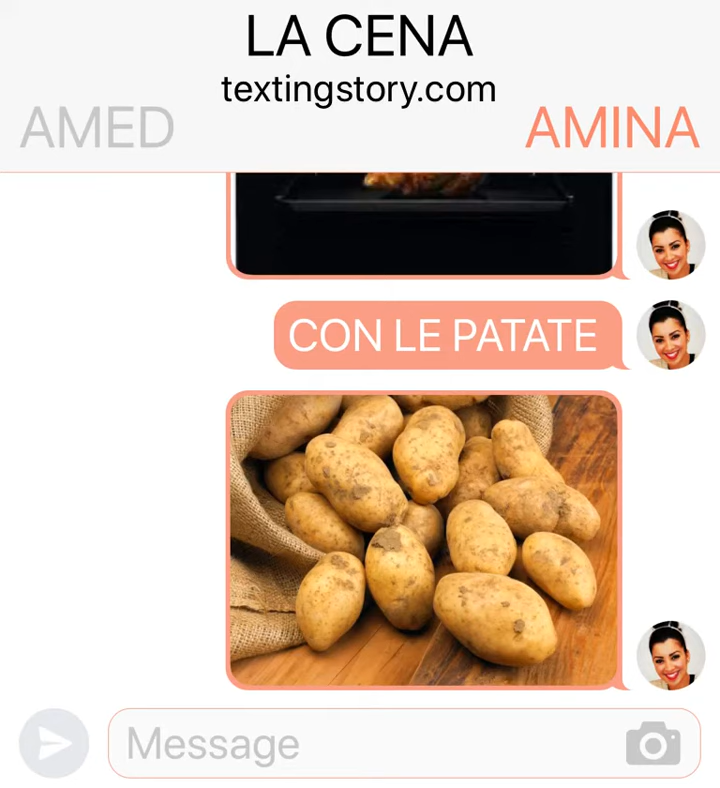 LA CENA
textingstory.com
AMED
AMINA
CON LE PATATE
Message